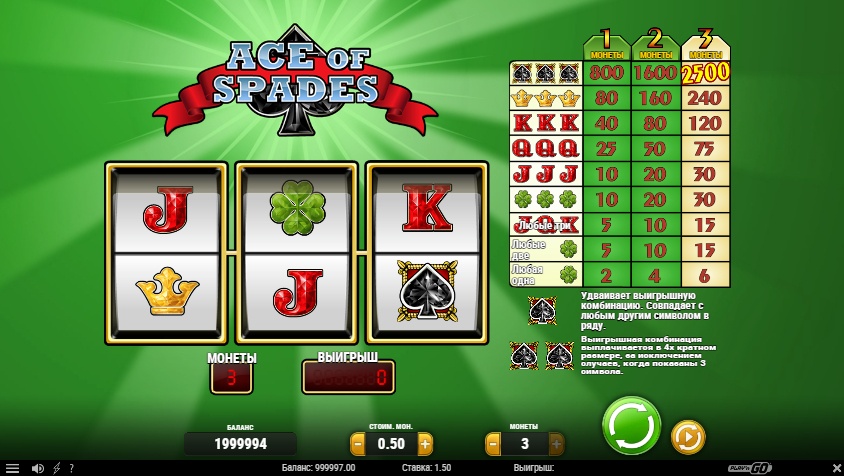 ACE OF
SPADES
1 2 3
МОНЕТЫ МОНЕТЫ МОНЕТЫ
800 1600 2500
80 160 240
K K K 40 80 120
Q Q Q 25 50 75
J J J 10 20 30
10 20 30
J Q K Любые три 5 10 15
Любые две 5 10 15
Любая одна 2 4 6
J K
J
Удваивает выигрышную
комбинацию. Совпадает с
любым другим символом в
ряду.
Выигрышная комбинация
выплачивается в 4х кратном
размере, за исключением
случаев, когда показаны 3
символа.
МОНЕТЫ ВЫИГРЫШ
3 0
БАЛАНС СТОИМ. МОН. МОНЕТЫ
1999994 − 0.50 + − 3 +
? Баланс: 999997.00 Ставка: 1.50 Выигрыш: PLAY'N GO